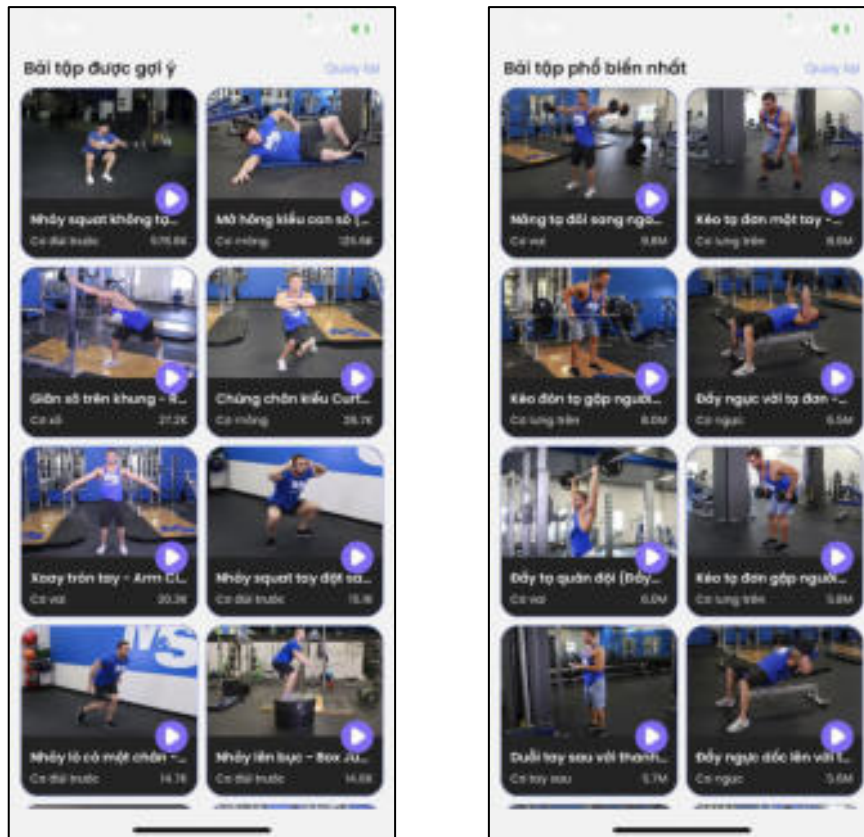 Bài tập được gợi ý Quay lại
Nhảy squat không tạ...
Cơ đùi trước
Mở hông kiểu con sò (...
Cơ mông 125.6K
Giãn xô trên khung - R...
Cơ xô 27.2K
Chùng chân kiểu Curt...
Cơ mông 26.7K
Xoay tròn tay - Arm Ci...
Cơ vai 20.3K
Nhảy squat tay đặt sa...
Cơ đùi trước 15.1K
Nhảy lò cò một chân -...
Cơ đùi trước 14.7K
Nhảy lên bục - Box Ju...
Cơ đùi trước 14.6K
Bài tập phổ biến nhất Quay lại
Nâng tạ đôi sang nga...
Cơ vai
Kéo tạ đơn một tay -...
Cơ lưng trên
Kéo đòn tạ gập người...
Cơ lưng trên 8.0M
Đẩy ngực với tạ đơn -...
Cơ ngực 6.5M
Đẩy tạ quân đội (Đẩy...
Cơ vai 6.0M
Kéo tạ đơn gập người...
Cơ lưng trên 5.8M
Duỗi tay sau với thanh...
Cơ tay sau 5.7M
Đẩy ngực dốc lên với t...
Cơ ngực 5.6M